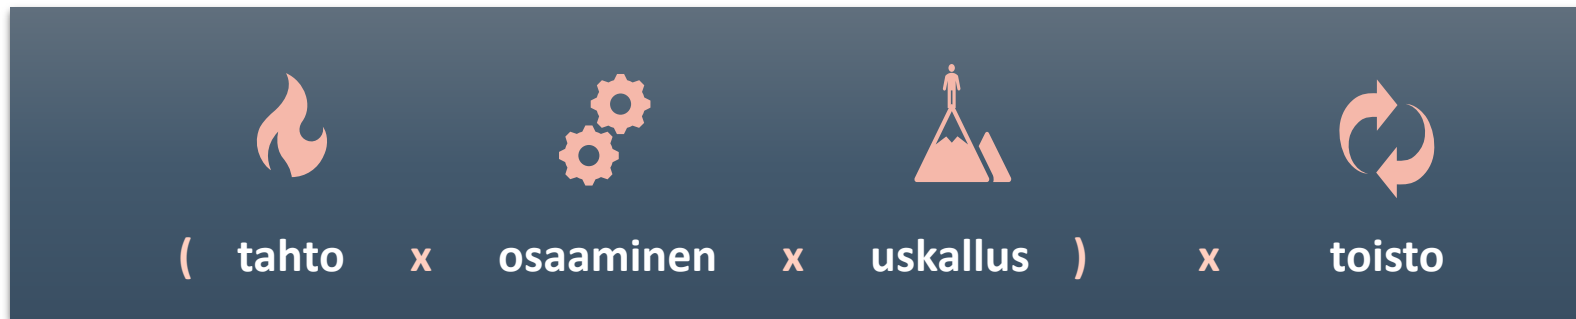 ( tahto x osaaminen x uskallus ) x toisto